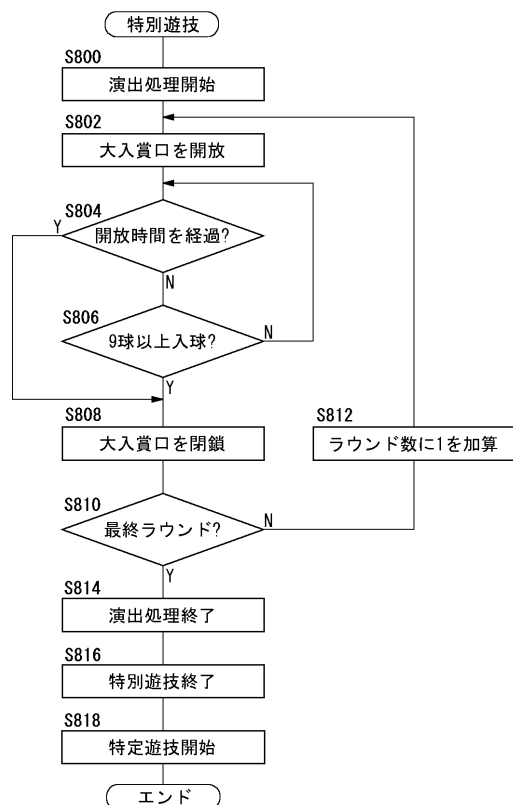 特別遊技
S800
演出処理開始
S802
大入賞口を開放
S804
Y
開放時間を経過?
N
S806
9球以上入球?
N
Y
S808
大入賞口を閉鎖
S812
ラウンド数に1を加算
S810
最終ラウンド?
N
Y
S814
演出処理終了
S816
特別遊技終了
S818
特定遊技開始
エンド